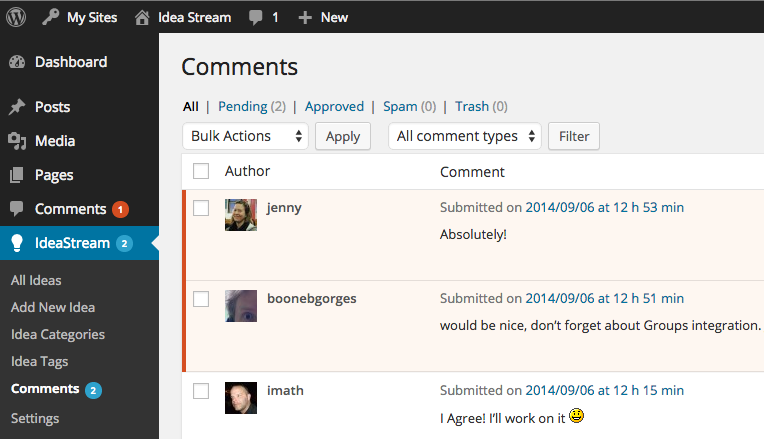 My Sites Idea Stream 1 New
Dashboard
Posts
Media
Pages
Comments 1
IdeaStream 2
All Ideas
Add New Idea
Idea Categories
Idea Tags
Comments 2
Settings
Comments
All | Pending (2) | Approved | Spam (0) | Trash (0)
Bulk Actions Apply All comment types Filter
Author Comment
jenny Submitted on 2014/09/06 at 12 h 53 min
Absolutely!
boonebgorges Submitted on 2014/09/06 at 12 h 51 min
would be nice, don’t forget about Groups integration.
imath Submitted on 2014/09/06 at 12 h 15 min
I Agree! I’ll work on it